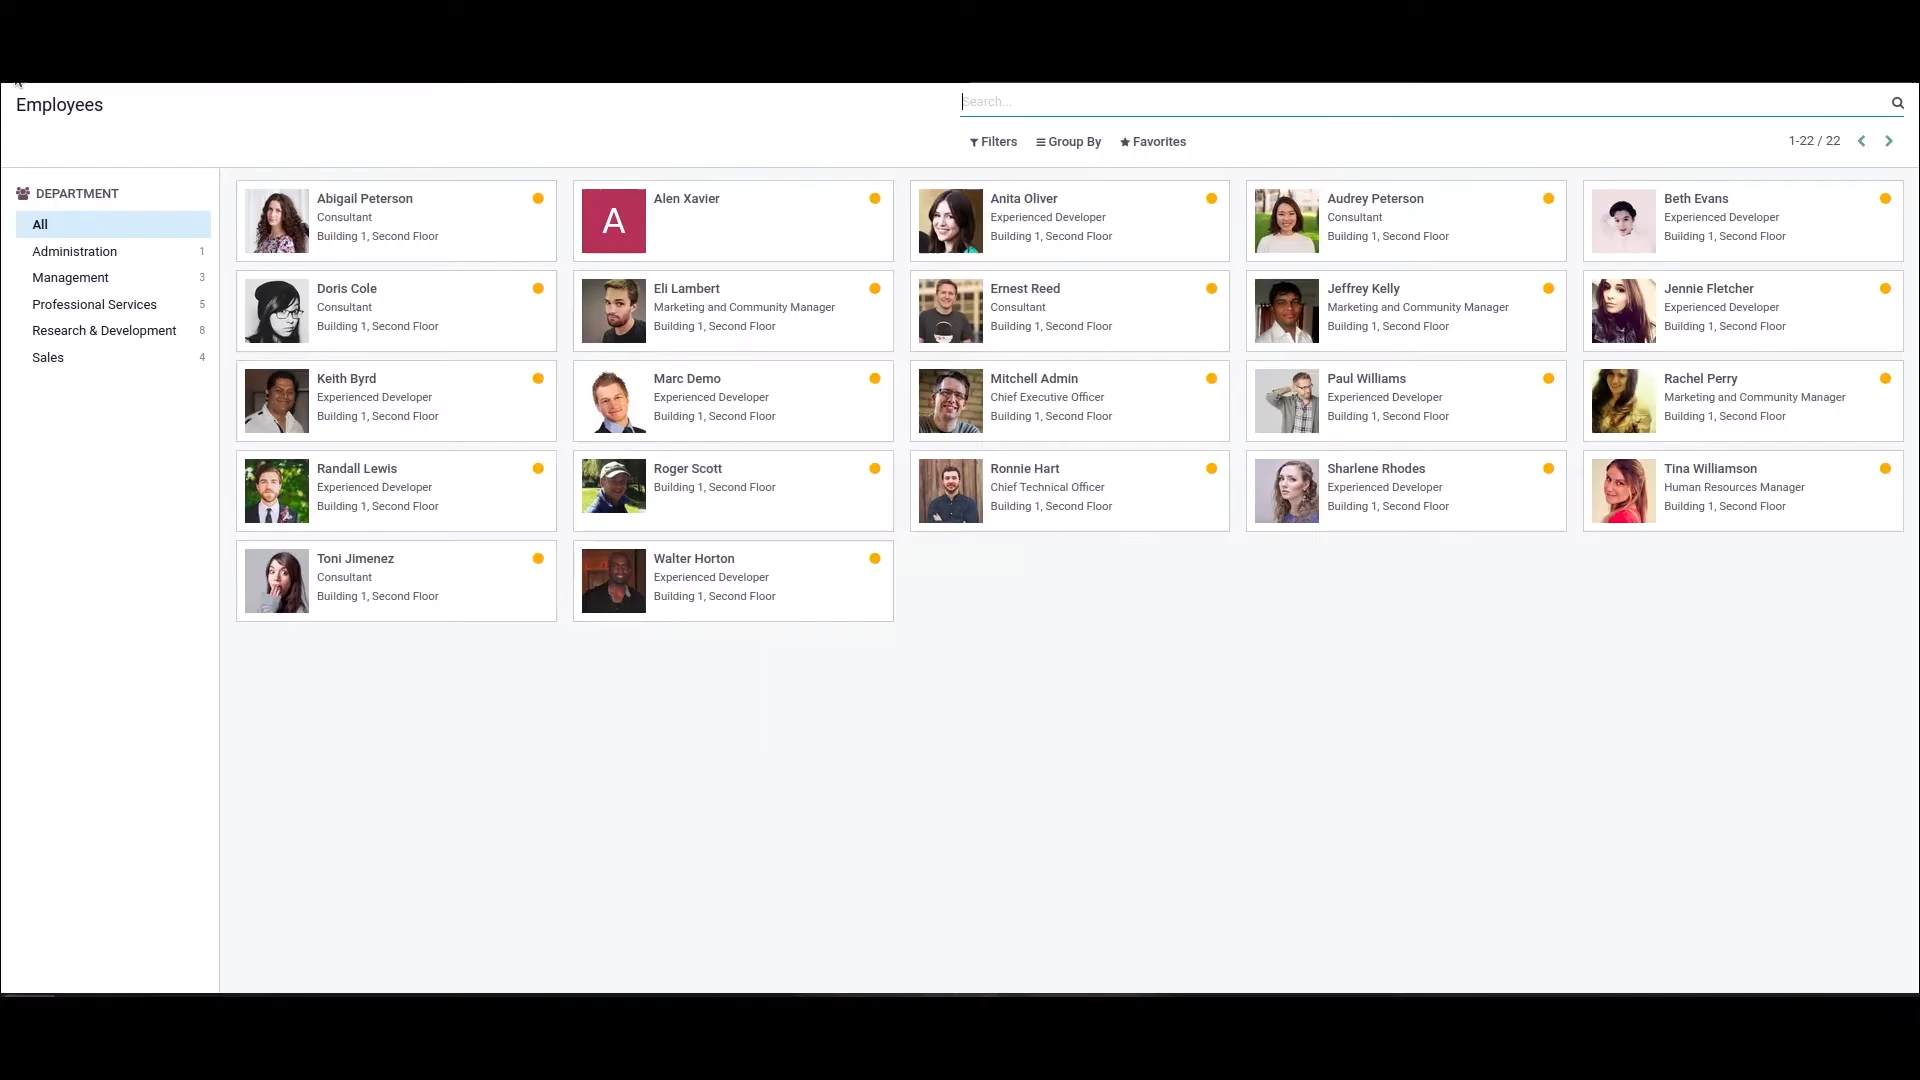 Employees
Search...
Filters Group By Favorites
1-22 / 22
DEPARTMENT
All
Administration 1
Management 3
Professional Services 5
Research & Development 8
Sales 4
Abigail Peterson
Consultant
Building 1, Second Floor
A
Alen Xavier
Anita Oliver
Experienced Developer
Building 1, Second Floor
Audrey Peterson
Consultant
Building 1, Second Floor
Beth Evans
Experienced Developer
Building 1, Second Floor
Doris Cole
Consultant
Building 1, Second Floor
Eli Lambert
Marketing and Community Manager
Building 1, Second Floor
Ernest Reed
Consultant
Building 1, Second Floor
Jeffrey Kelly
Marketing and Community Manager
Building 1, Second Floor
Jennie Fletcher
Experienced Developer
Building 1, Second Floor
Keith Byrd
Experienced Developer
Building 1, Second Floor
Marc Demo
Experienced Developer
Building 1, Second Floor
Mitchell Admin
Chief Executive Officer
Building 1, Second Floor
Paul Williams
Experienced Developer
Building 1, Second Floor
Rachel Perry
Marketing and Community Manager
Building 1, Second Floor
Randall Lewis
Experienced Developer
Building 1, Second Floor
Roger Scott
Building 1, Second Floor
Ronnie Hart
Chief Technical Officer
Building 1, Second Floor
Sharlene Rhodes
Experienced Developer
Building 1, Second Floor
Tina Williamson
Human Resources Manager
Building 1, Second Floor
Toni Jimenez
Consultant
Building 1, Second Floor
Walter Horton
Experienced Developer
Building 1, Second Floor